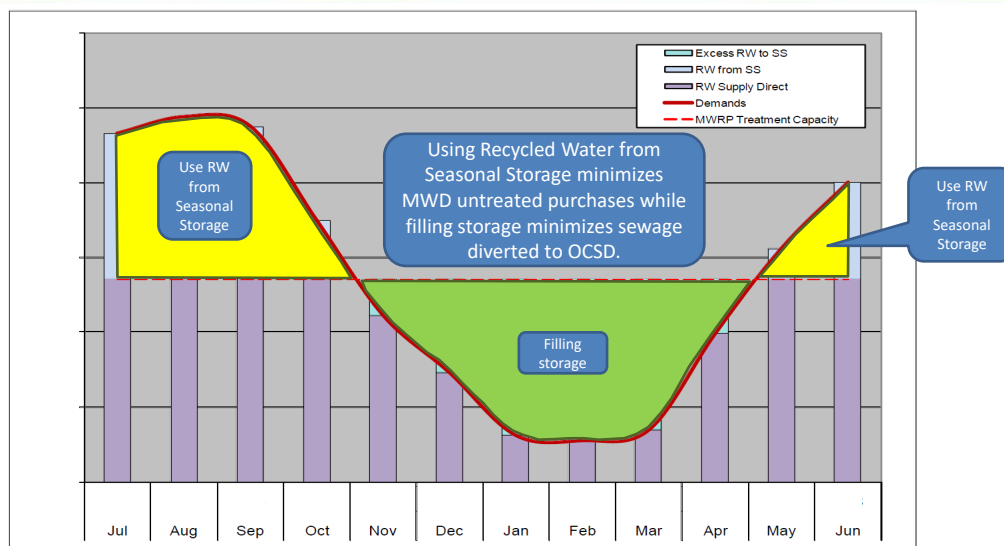 Excess RW to SS
RW from SS
RW Supply Direct
Demands
MWRP Treatment Capacity
Use RW
from
Seasonal
Storage
Using Recycled Water from
Seasonal Storage minimizes
MWD untreated purchases while
filling storage minimizes sewage
diverted to OCSD.
Use RW
from
Seasonal
Storage
Filling
storage
Jul Aug Sep Oct Nov Dec Jan Feb Mar Apr May Jun